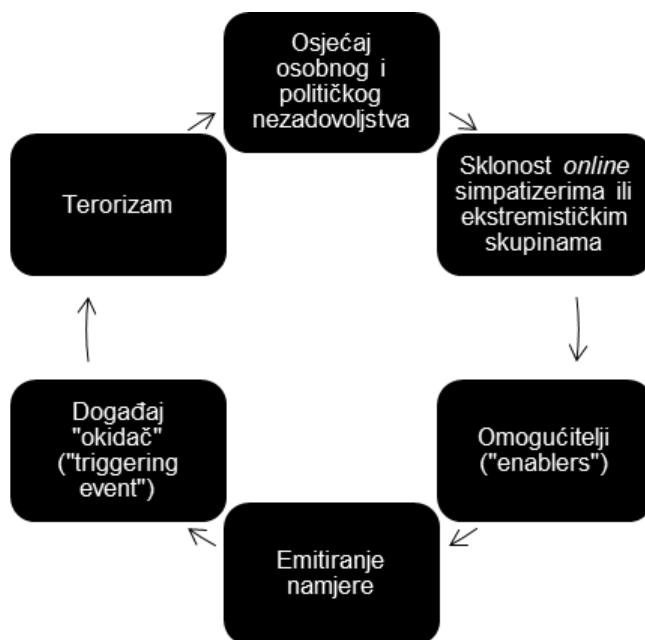 Osjećaj
osobnog i
političkog
nezadovoljstva
Sklonost online
simpatizerima ili
ekstremističkim
skupinama
Omogućitelji
("enablers")
Emitiranje
namjere
Događaj
"okidač"
("triggering
event")
Terorizam